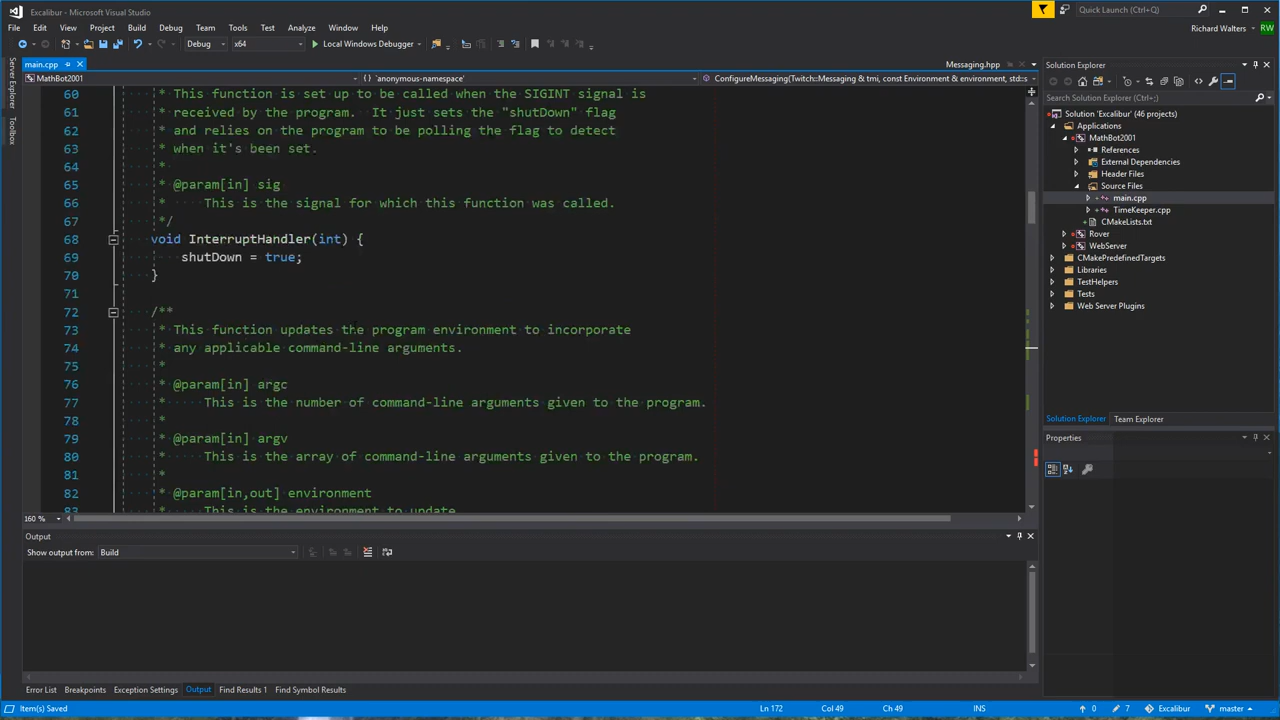 Excalibur - Microsoft Visual Studio
Quick Launch (Ctrl+Q)
File Edit View Project Build Debug Team Tools Test Analyze Window Help
Richard Walters RW
Debug x64 Local Windows Debugger
Server Explorer
Toolbox
main.cpp
Messaging.hpp
MathBot2001 {} `anonymous-namespace' ConfigureMessaging(Twitch::Messaging & tmi, const Environment & environment, std::s
60 * This function is set up to be called when the SIGINT signal is
61 * received by the program.  It just sets the "shutDown" flag
62 * and relies on the program to be polling the flag to detect
63 * when it's been set.
64 *
65 * @param[in] sig
66 *     This is the signal for which this function was called.
67 */
68 void InterruptHandler(int) {
69 shutDown = true;
70 }
71
72 /**
73 * This function updates the program environment to incorporate
74 * any applicable command-line arguments.
75 *
76 * @param[in] argc
77 *     This is the number of command-line arguments given to the program.
78 *
79 * @param[in] argv
80 *     This is the array of command-line arguments given to the program.
81 *
82 * @param[in,out] environment
83 *     This is the environment to update.
160 %
Solution Explorer
Search Solution Explorer (Ctrl+;)
Solution 'Excalibur' (46 projects)
Applications
MathBot2001
References
External Dependencies
Header Files
Source Files
main.cpp
TimeKeeper.cpp
CMakeLists.txt
Rover
WebServer
CMakePredefinedTargets
Libraries
TestHelpers
Tests
Web Server Plugins
Solution Explorer Team Explorer
Properties
Output
Show output from: Build
Error List Breakpoints Exception Settings Output Find Results 1 Find Symbol Results
Item(s) Saved Ln 172 Col 49 Ch 49 INS 0 7 Excalibur master